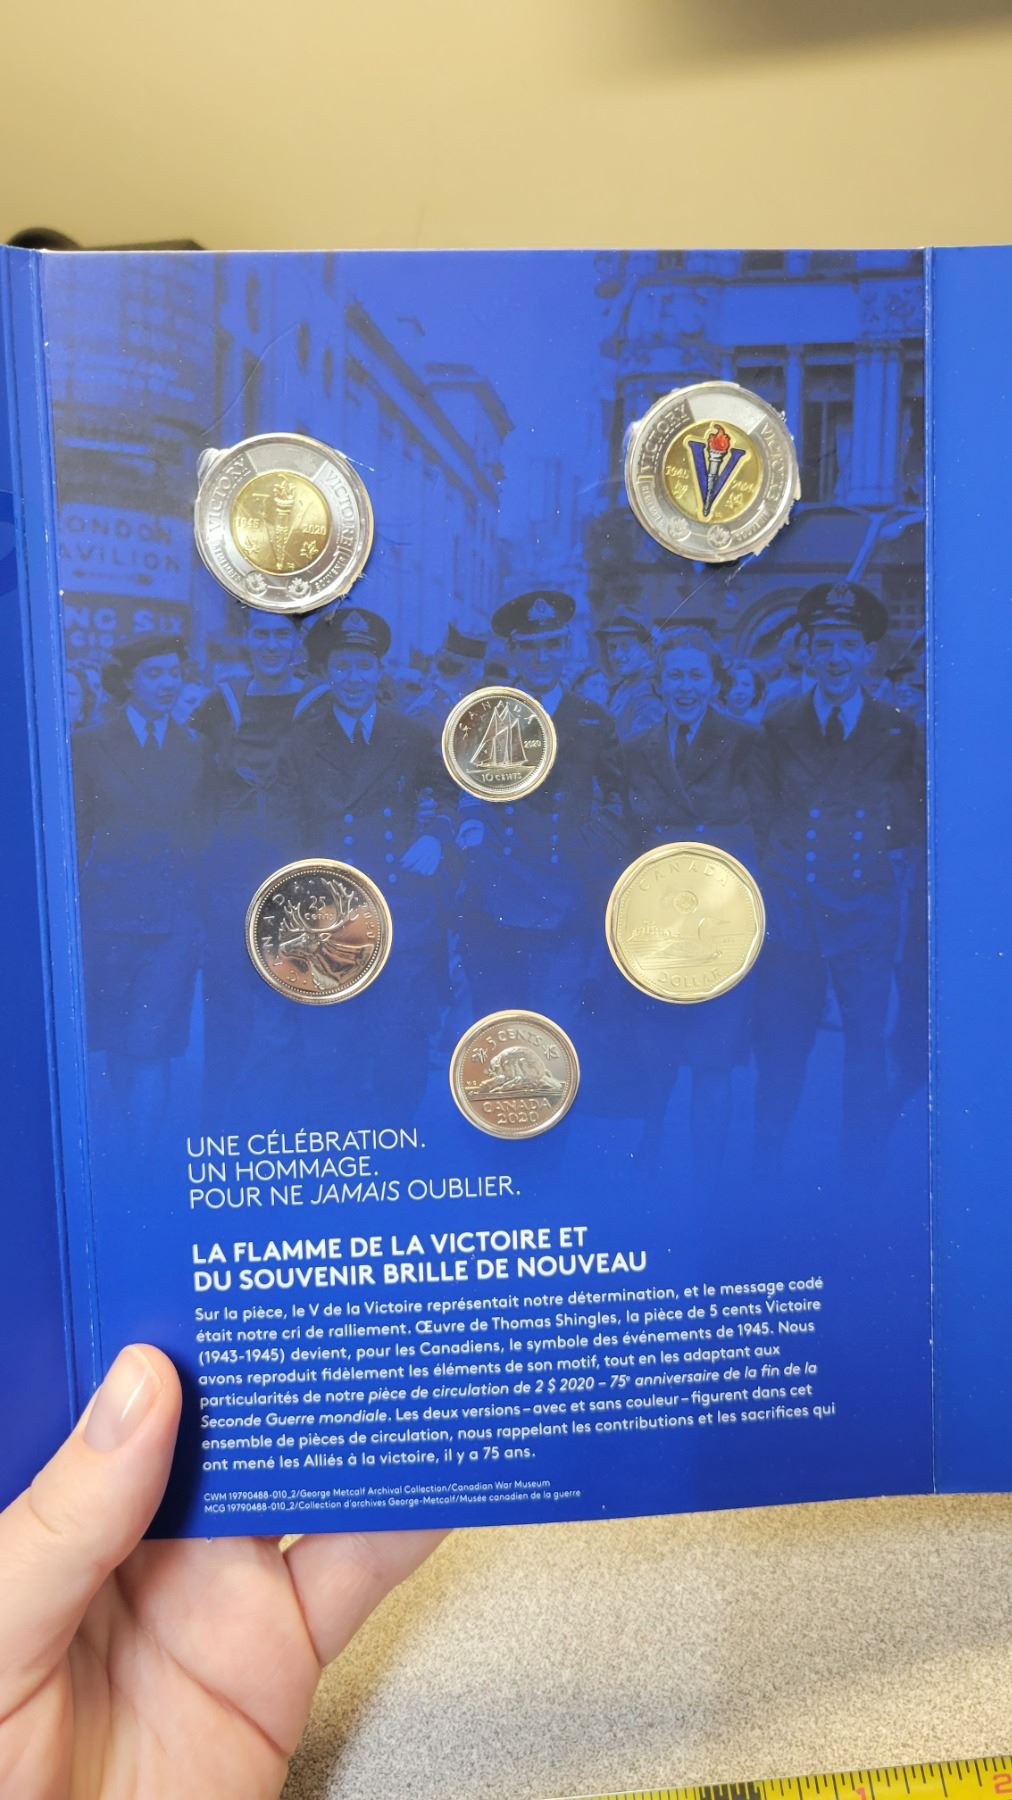 LONDON
PAVILION
VICTORY VICTOIRE
1945 2020
VICTORY VICTOIRE
CANADA
2020
10 CENTS
CANADA
25
cents
CANADA
DOLLAR
5 CENTS
CANADA
2020
UNE CÉLÉBRATION.
UN HOMMAGE.
POUR NE JAMAIS OUBLIER.
LA FLAMME DE LA VICTOIRE ET
DU SOUVENIR BRILLE DE NOUVEAU
Sur la pièce, le V de la Victoire représentait notre détermination, et le message codé
était notre cri de ralliement. Œuvre de Thomas Shingles, la pièce de 5 cents Victoire
(1943-1945) devient, pour les Canadiens, le symbole des événements de 1945. Nous
avons reproduit fidèlement les éléments de son motif, tout en les adaptant aux
particularités de notre pièce de circulation de 2 $ 2020 – 75e anniversaire de la fin de la
Seconde Guerre mondiale. Les deux versions – avec et sans couleur – figurent dans cet
ensemble de pièces de circulation, nous rappelant les contributions et les sacrifices qui
ont mené les Alliés à la victoire, il y a 75 ans.
CWM 19790488-010_2/George Metcalf Archival Collection/Canadian War Museum
MCG 19790488-010_2/Collection d'archives George-Metcalf/Musée canadien de la guerre
1 2